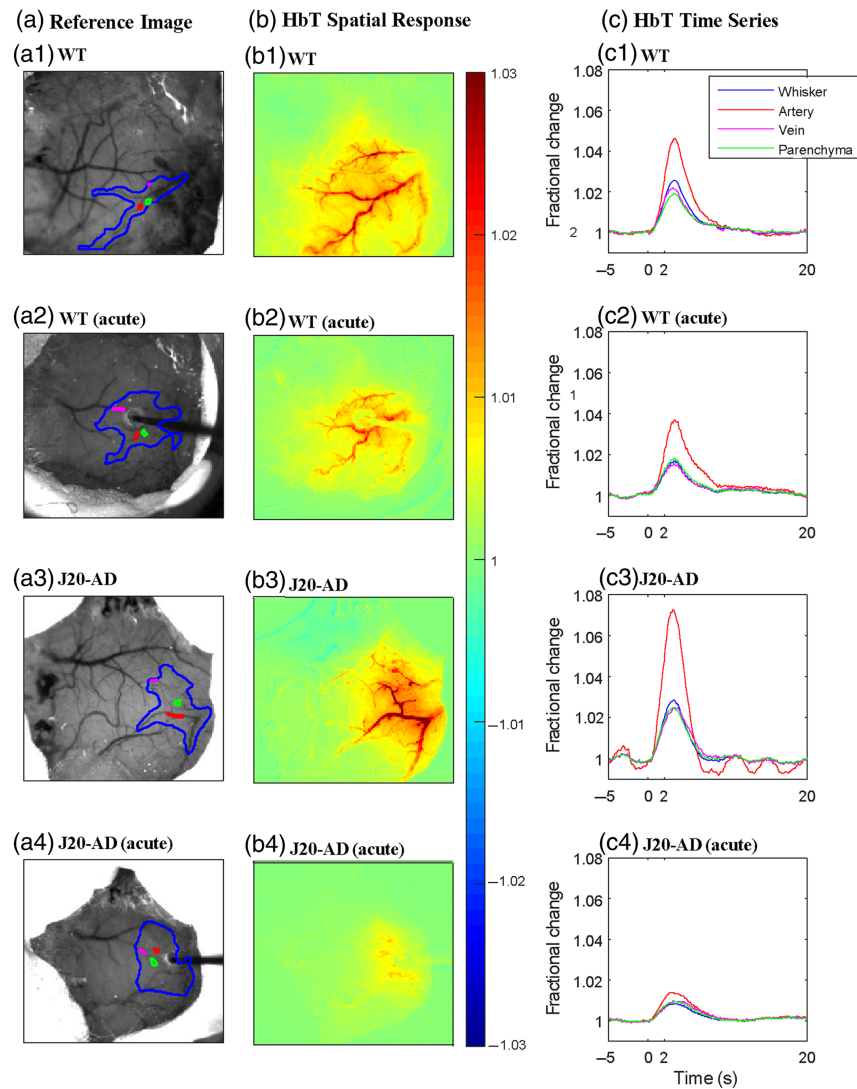 (a) Reference Image
(b) HbT Spatial Response
(c) HbT Time Series
(a1) WT
(b1) WT
1.03
1.02
1.01
1
−1.01
−1.02
−1.03
(c1) WT
Fractional change
1.08
1.06
1.04
1.02
2
1
−5
0
2
20
Whisker
Artery
Vein
Parenchyma
(a2) WT (acute)
(b2) WT (acute)
(c2) WT (acute)
Fractional change
1
1.08
1.06
1.04
1.02
1
−5
0
2
20
(a3) J20-AD
(b3) J20-AD
(c3) J20-AD
Fractional change
1.08
1.06
1.04
1.02
1
−5
0
2
20
(a4) J20-AD (acute)
(b4) J20-AD (acute)
(c4) J20-AD (acute)
Fractional change
1.08
1.06
1.04
1.02
1
−5
0
2
20
Time (s)